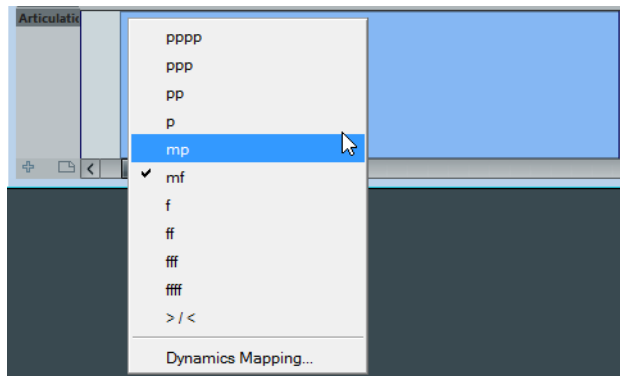 Articulatio
pppp
ppp
pp
p
mp
mf
f
ff
fff
ffff
> / <
Dynamics Mapping...